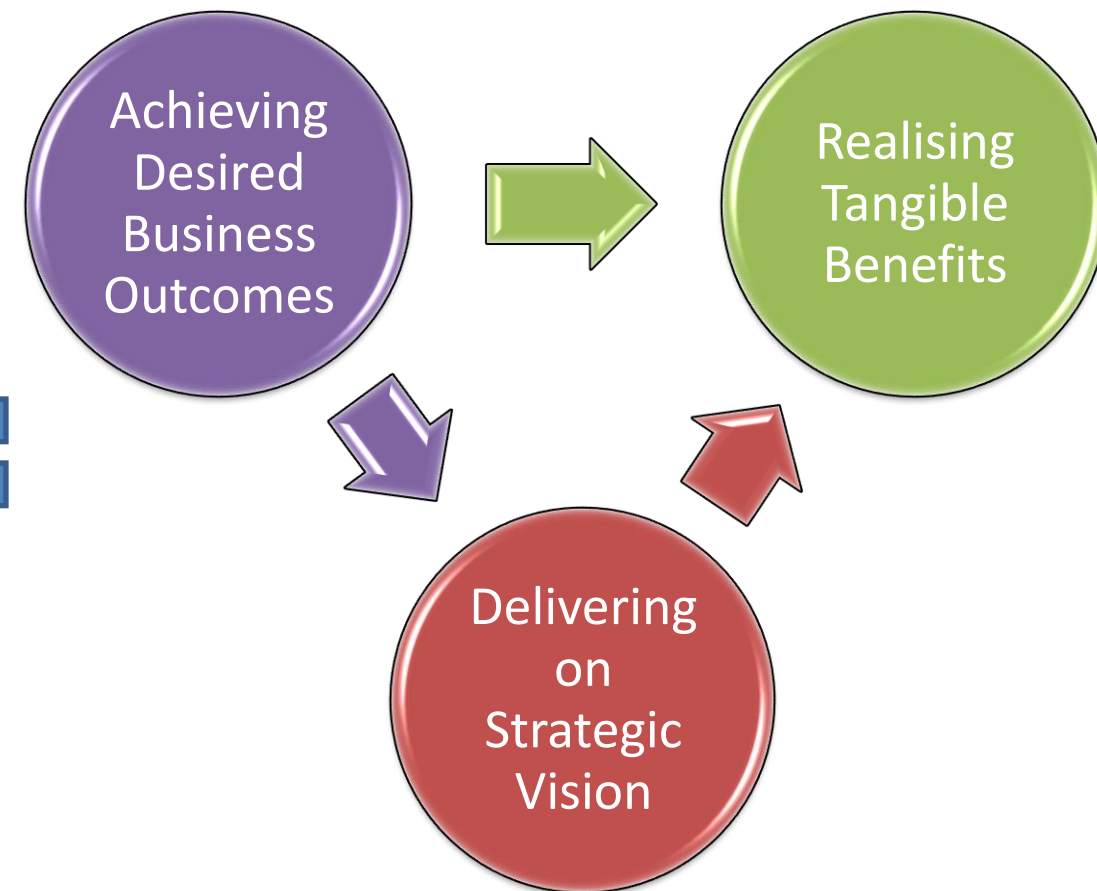 Achieving
Desired
Business
Outcomes
Realising
Tangible
Benefits
Delivering
on
Strategic
Vision